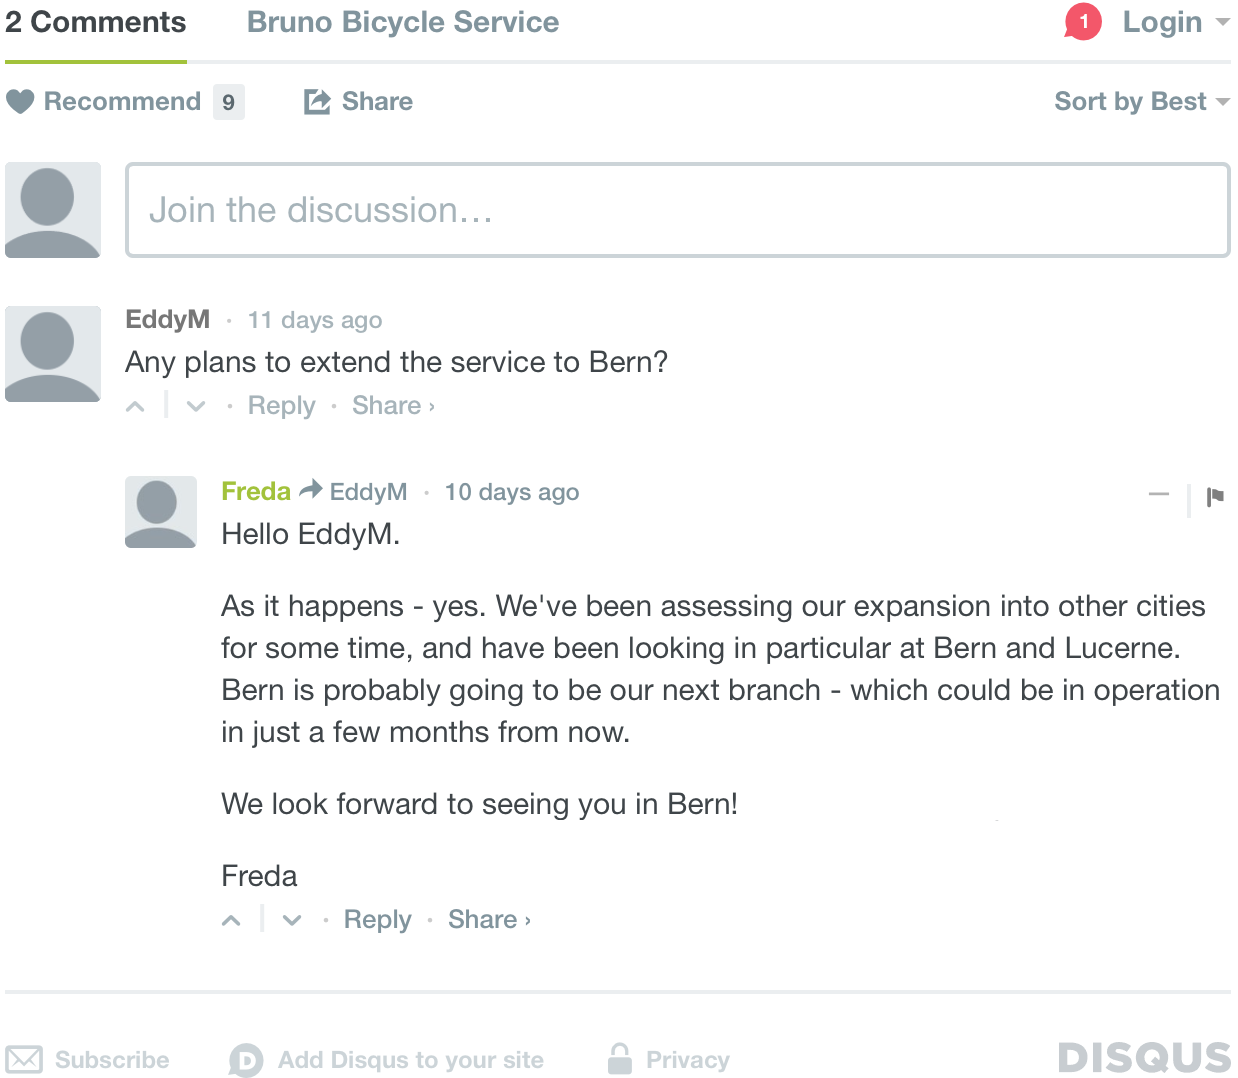 2 Comments Bruno Bicycle Service 1 Login
Recommend 9 Share Sort by Best
Join the discussion…
EddyM · 11 days ago
Any plans to extend the service to Bern?
· Reply · Share ›
Freda EddyM · 10 days ago
Hello EddyM.
As it happens - yes. We've been assessing our expansion into other cities
for some time, and have been looking in particular at Bern and Lucerne.
Bern is probably going to be our next branch - which could be in operation
in just a few months from now.
We look forward to seeing you in Bern!
Freda
· Reply · Share ›
Subscribe D Add Disqus to your site Privacy DISQUS